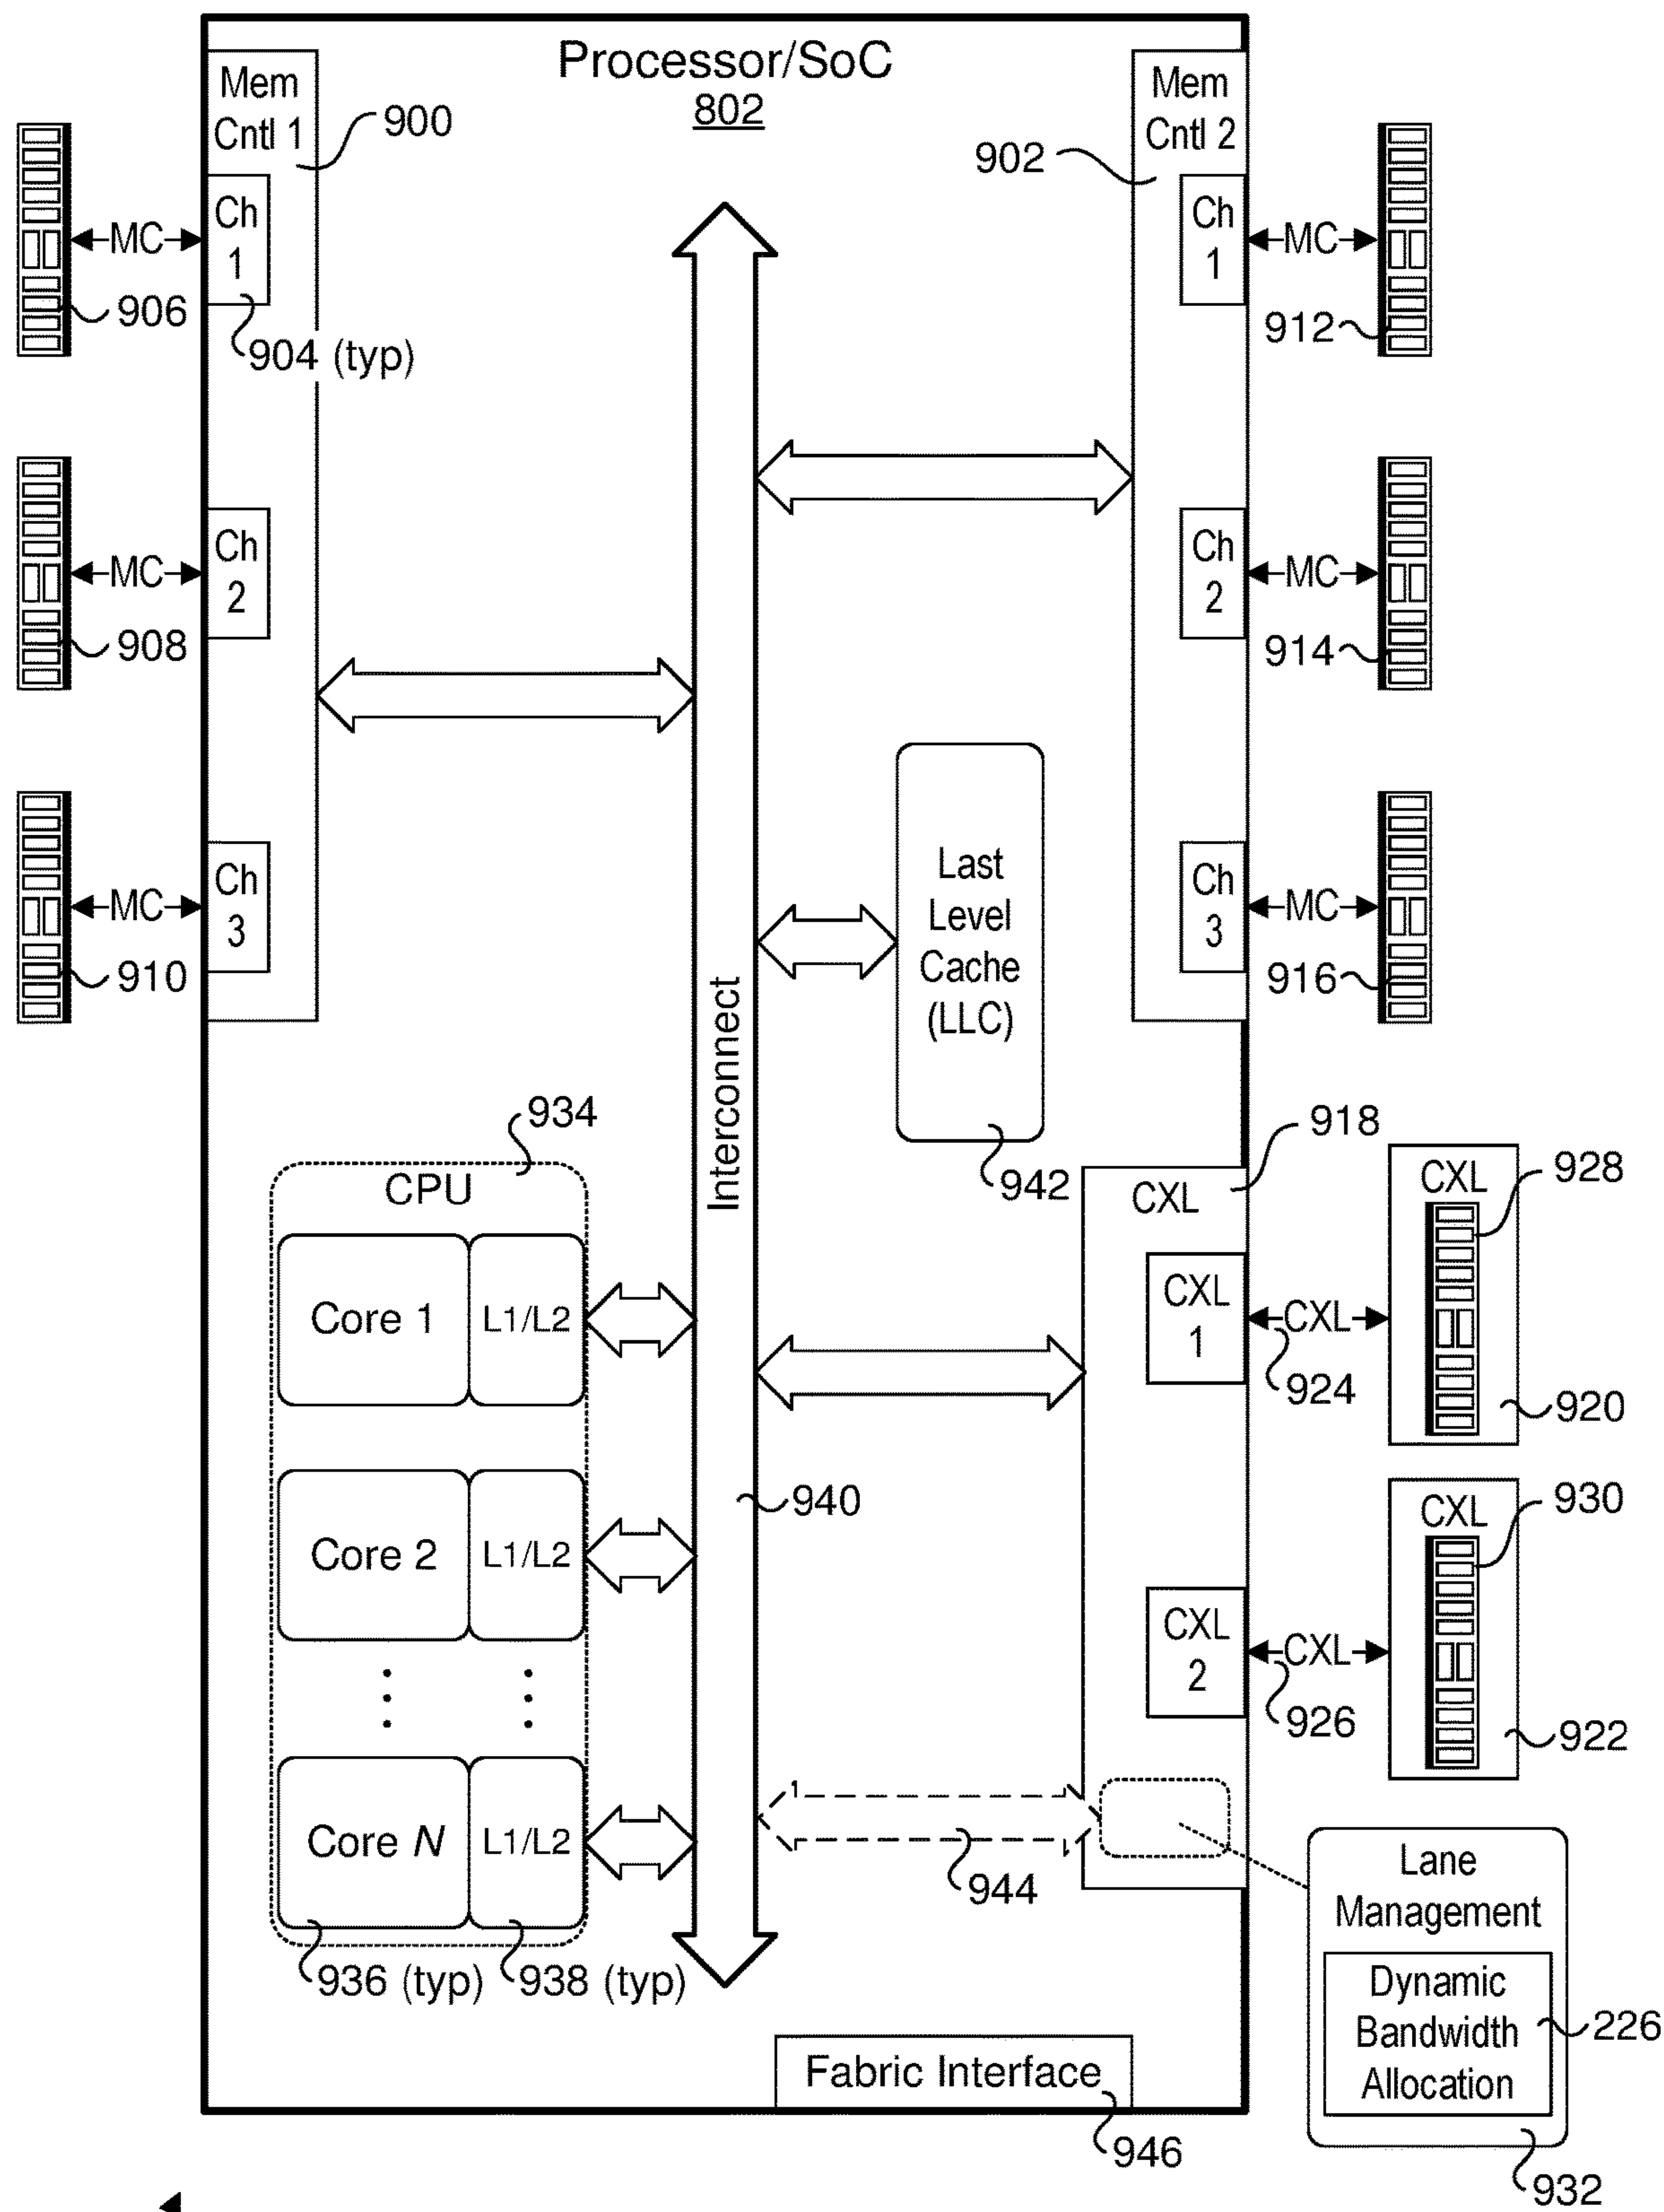 Processor/SoC
802
Mem
Cntl 1
900
Ch
1
904 (typ)
MC
906
Ch
2
MC
908
Ch
3
MC
910
Mem
Cntl 2
902
Ch
1
MC
912
Ch
2
MC
914
Ch
3
MC
916
Last
Level
Cache
(LLC)
942
Interconnect
940
934
CPU
Core 1
L1/L2
Core 2
L1/L2
Core N
L1/L2
936 (typ)
938 (typ)
918
CXL
CXL
1
CXL
924
CXL
928
920
CXL
2
CXL
926
CXL
930
922
944
Lane
Management
Dynamic
Bandwidth
Allocation
226
932
Fabric Interface
946